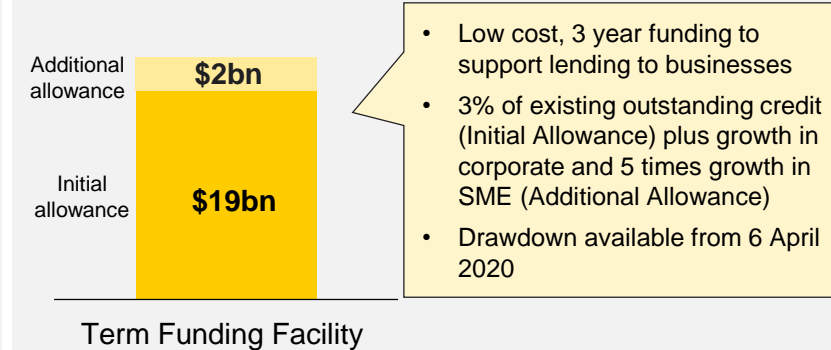 Additional
allowance
$2bn
Initial
allowance
$19bn
Term Funding Facility
• Low cost, 3 year funding to
support lending to businesses
• 3% of existing outstanding credit
(Initial Allowance) plus growth in
corporate and 5 times growth in
SME (Additional Allowance)
• Drawdown available from 6 April
2020